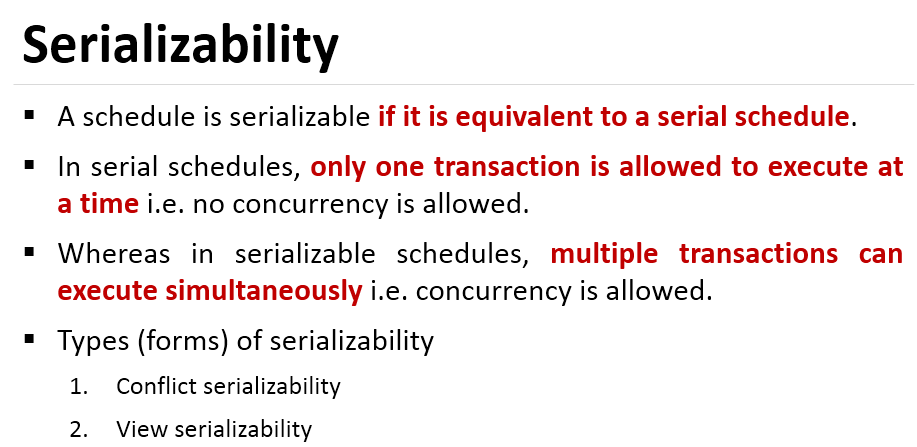 Serializability
▪ A schedule is serializable if it is equivalent to a serial schedule.
▪ In serial schedules, only one transaction is allowed to execute at
a time i.e. no concurrency is allowed.
▪ Whereas in serializable schedules, multiple transactions can
execute simultaneously i.e. concurrency is allowed.
▪ Types (forms) of serializability
1. Conflict serializability
2. View serializability